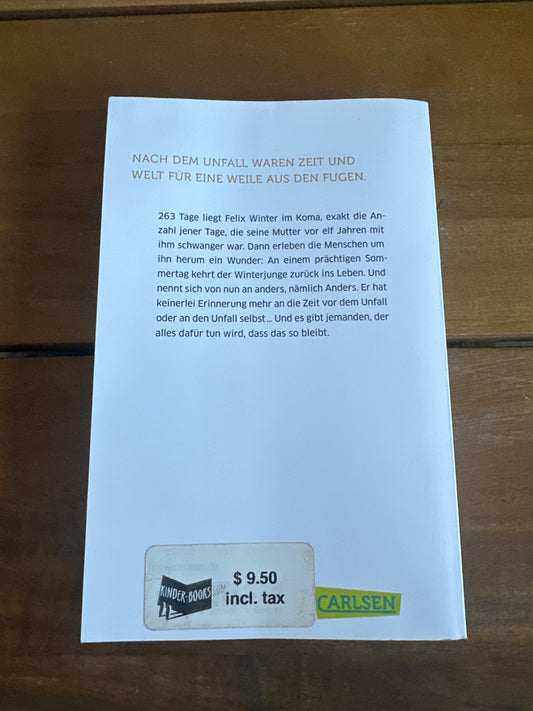 NACH DEM UNFALL WAREN ZEIT UND
WELT FÜR EINE WEILE AUS DEN FUGEN.
263 Tage liegt Felix Winter im Koma, exakt die An-
zahl jener Tage, die seine Mutter vor elf Jahren mit
ihm schwanger war. Dann erleben die Menschen um
ihn herum ein Wunder: An einem prächtigen Som-
mertag kehrt der Winterjunge zurück ins Leben. Und
nennt sich von nun an anders, nämlich Anders. Er hat
keinerlei Erinnerung mehr an die Zeit vor dem Unfall
oder an den Unfall selbst ... Und es gibt jemanden, der
alles dafür tun wird, dass das so bleibt.
KINDER-BOOKS.COM
$ 9.50
incl. tax
CARLSEN